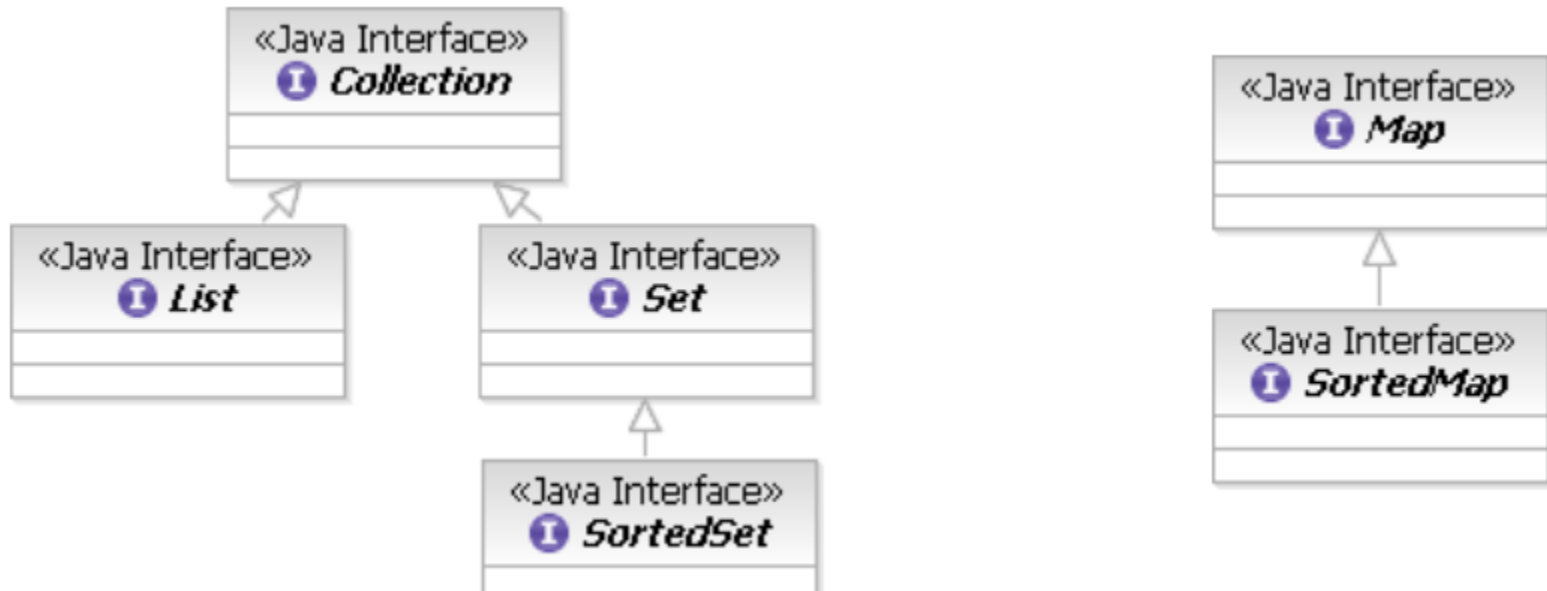 «Java Interface»
I Collection
«Java Interface»
I Map
«Java Interface»
I List
«Java Interface»
I Set
«Java Interface»
I SortedMap
«Java Interface»
I SortedSet